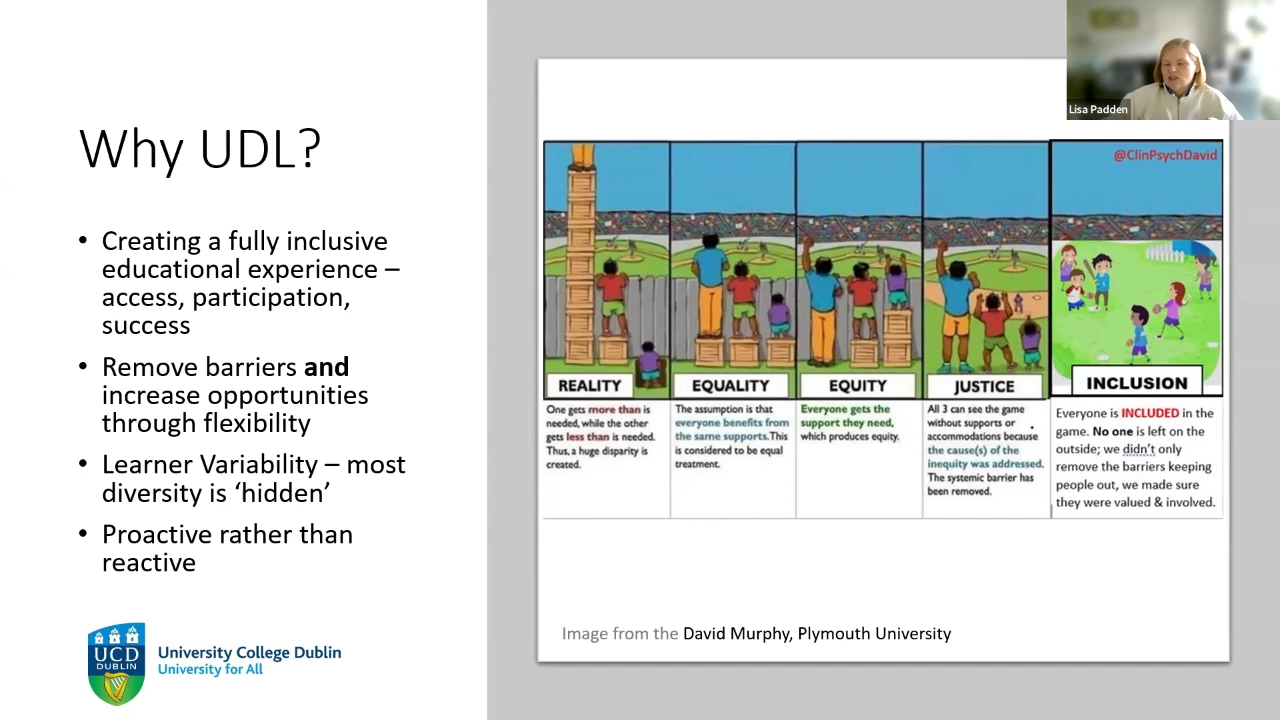 Why UDL?
• Creating a fully inclusive
educational experience –
access, participation,
success
• Remove barriers and
increase opportunities
through flexibility
• Learner Variability – most
diversity is ‘hidden’
• Proactive rather than
reactive
UCD
DUBLIN
University College Dublin
University for All
Lisa Padden
@ClinPsychDavid
REALITY
One gets more than is
needed, while the other
gets less than is needed.
Thus, a huge disparity is
created.
EQUALITY
The assumption is that
everyone benefits from
the same supports. This
is considered to be equal
treatment.
EQUITY
Everyone gets the
support they need,
which produces equity.
JUSTICE
All 3 can see the game
without supports or
accommodations because
the cause(s) of the
inequity was addressed.
The systemic barrier has
been removed.
INCLUSION
Everyone is INCLUDED in the
game. No one is left on the
outside; we didn’t only
remove the barriers keeping
people out, we made sure
they were valued & involved.
Image from the David Murphy, Plymouth University